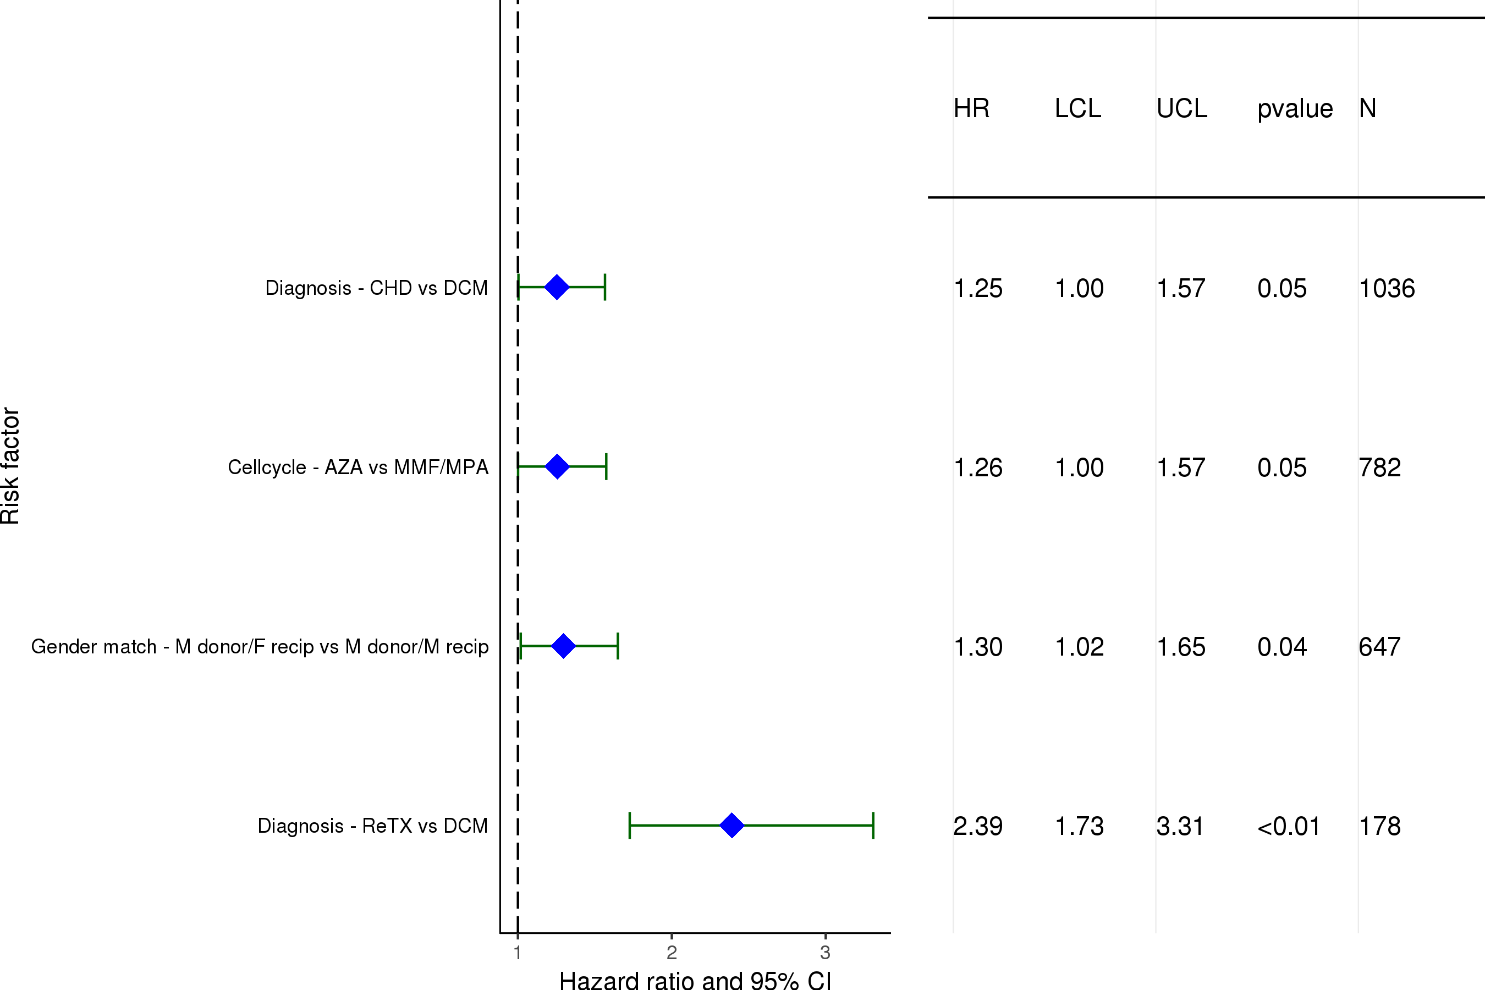 HR LCL UCL pvalue N
Diagnosis - CHD vs DCM 1.25 1.00 1.57 0.05 1036
Cellcycle - AZA vs MMF/MPA 1.26 1.00 1.57 0.05 782
Gender match - M donor/F recip vs M donor/M recip 1.30 1.02 1.65 0.04 647
Diagnosis - ReTX vs DCM 2.39 1.73 3.31 <0.01 178
Risk factor
1 2 3
Hazard ratio and 95% CI